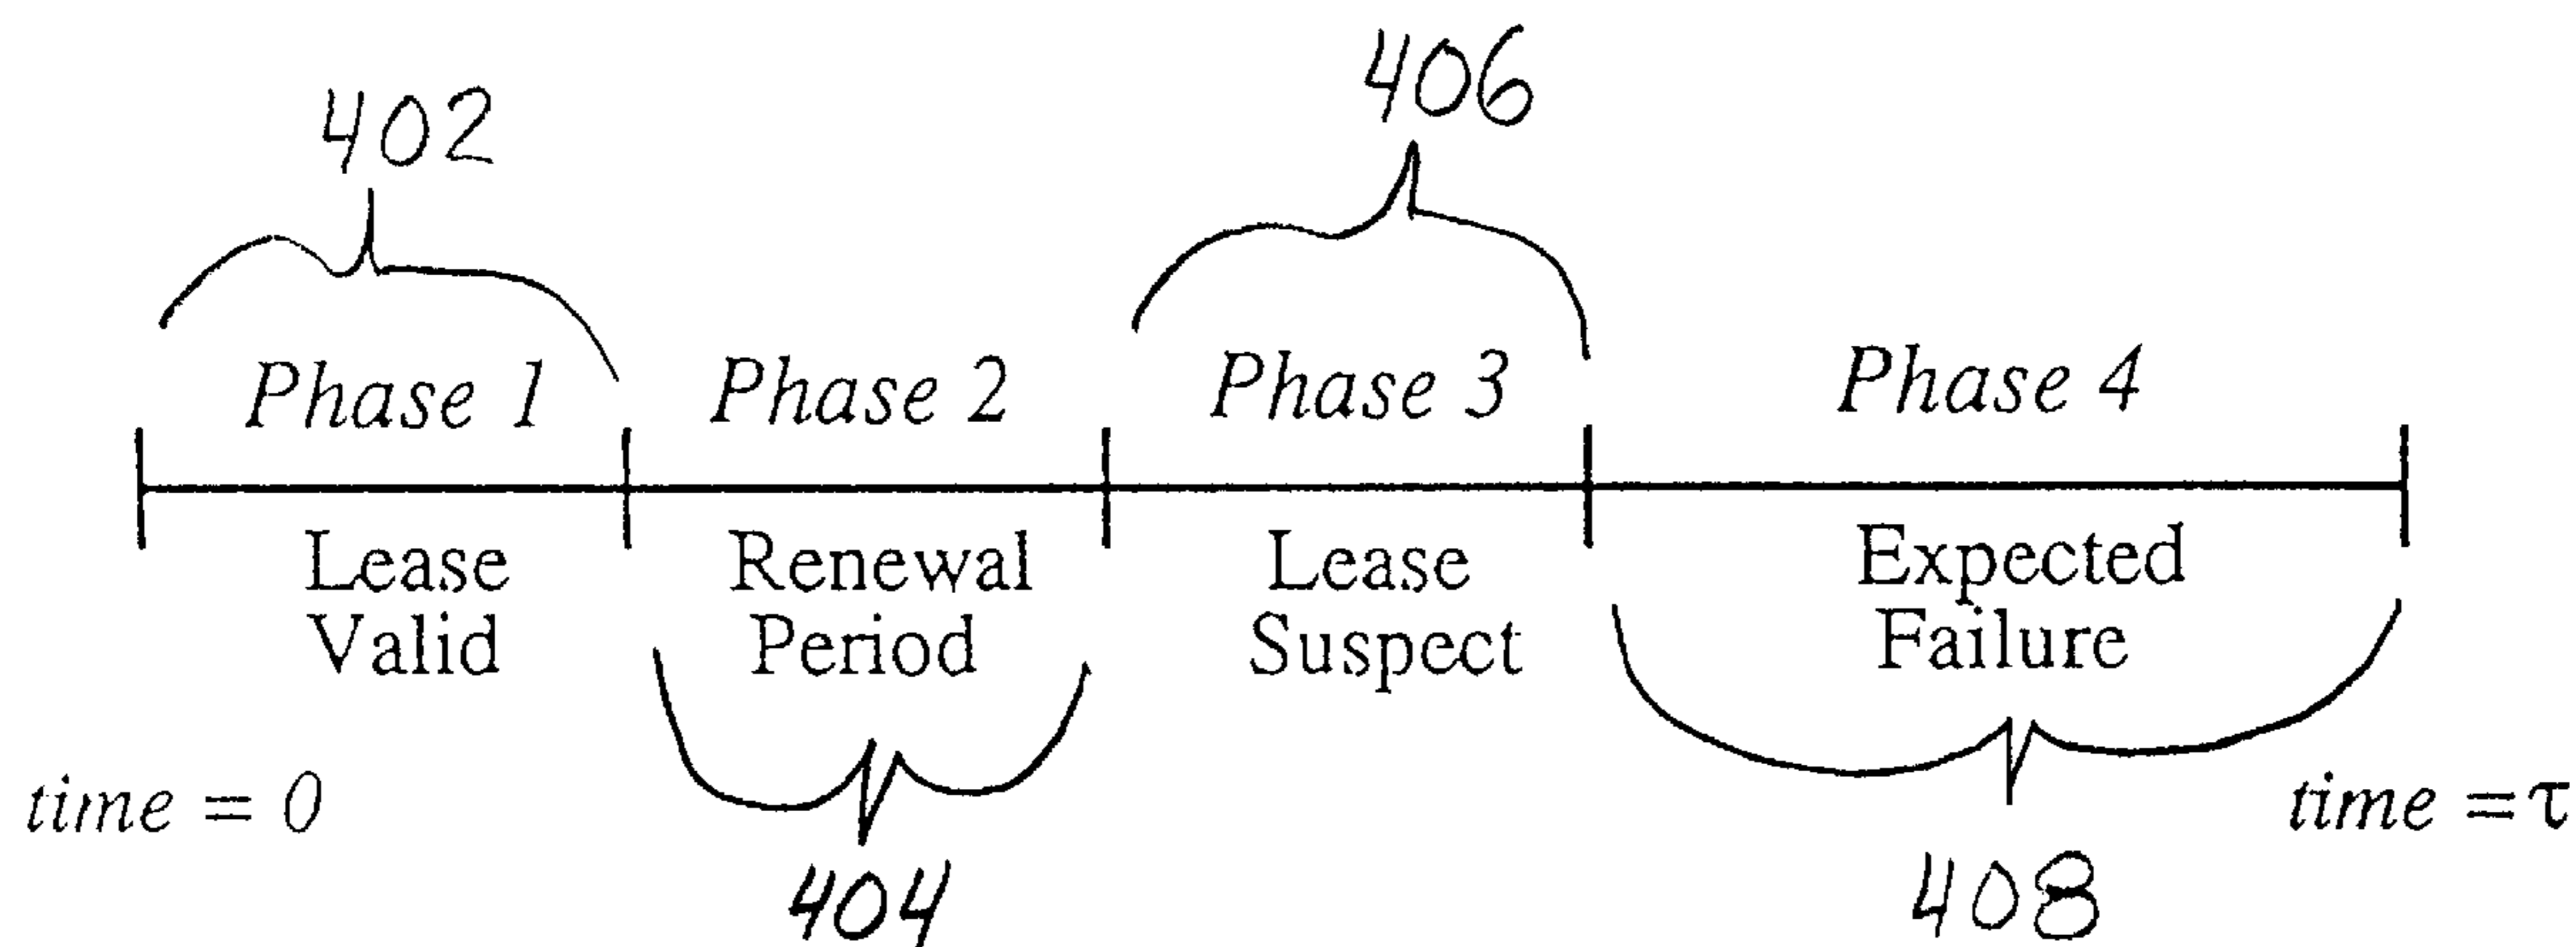 406
402
Phase 1 Phase 2 Phase 3 Phase 4
Lease Renewal Lease Expected
Valid Period Suspect Failure
time = 0 time = τ
404 408